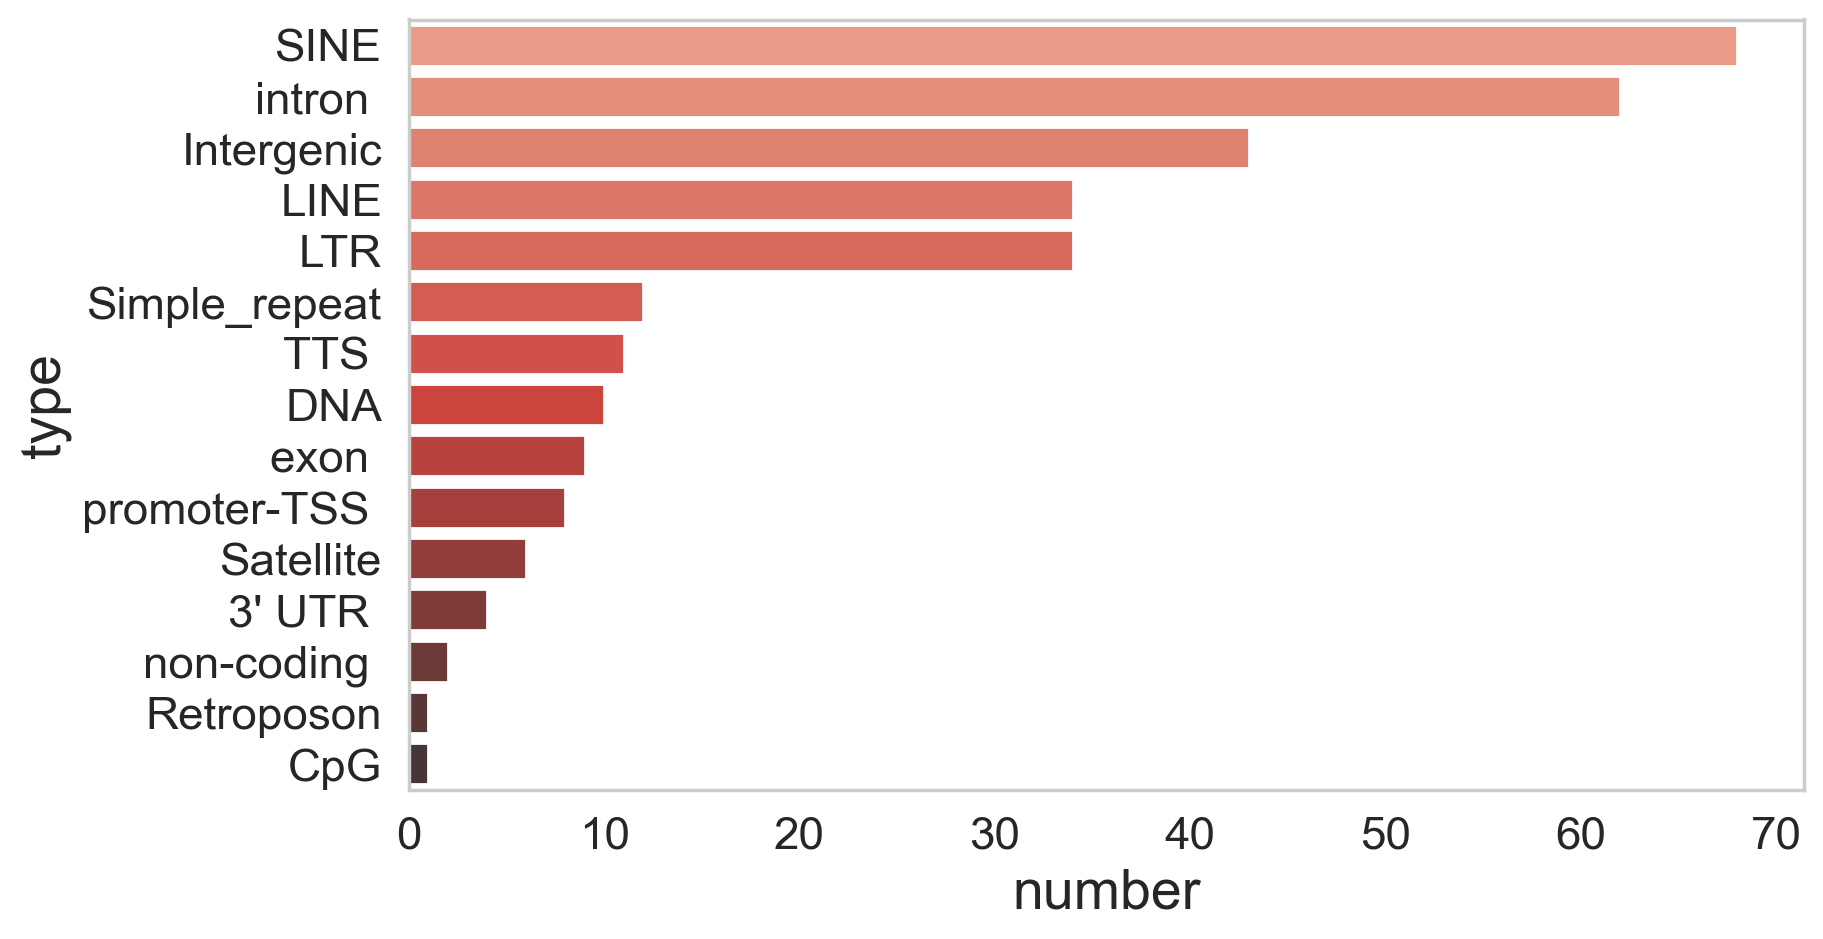 SINE
intron
Intergenic
LINE
LTR
Simple_repeat
TTS
DNA
exon
promoter-TSS
Satellite
3' UTR
non-coding
Retroposon
CpG
type
0 10 20 30 40 50 60 70
number